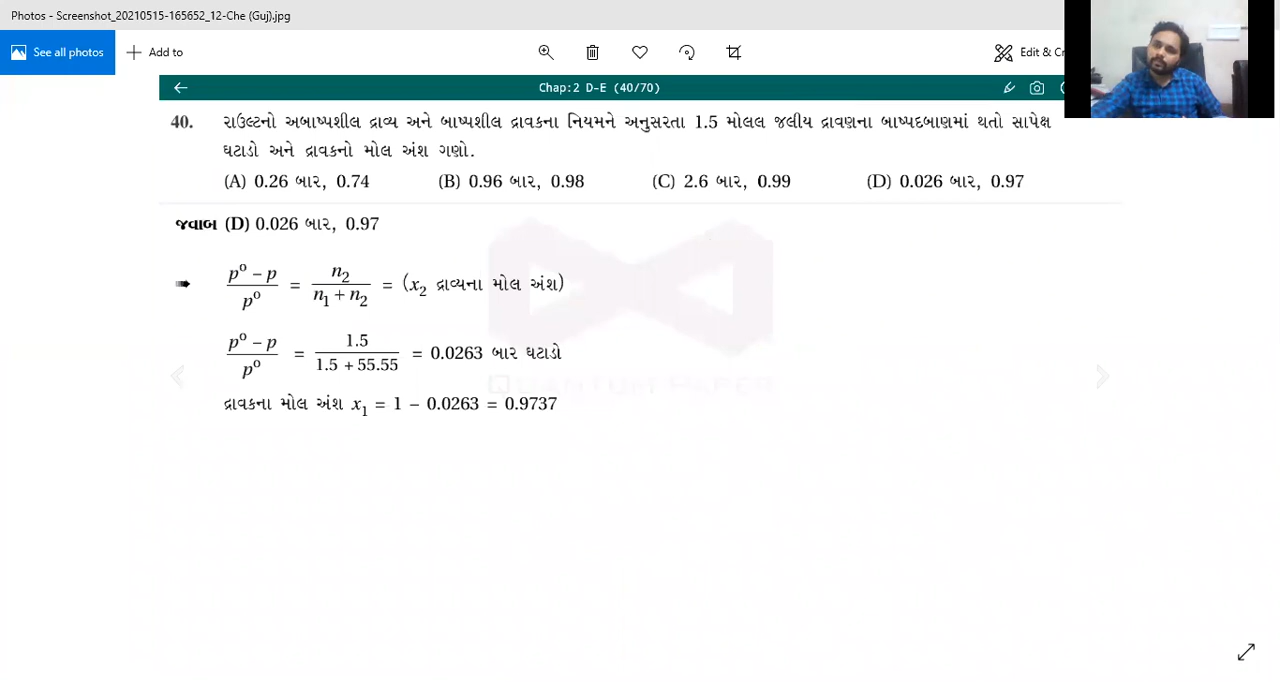 Photos - Screenshot_20210515-165652_12-Che (Guj).jpg
See all photos
Add to
Edit & Cr
Chap:2 D-E (40/70)
40. રાઉલ્ટનો અબાષ્પશીલ દ્રાવ્ય અને બાષ્પશીલ દ્રાવકના નિયમને અનુસરતા 1.5 મોલલ જલીય દ્રાવણના બાષ્પદબાણમાં થતો સાપેક્ષ
ઘટાડો અને દ્રાવકનો મોલ અંશ ગણો.
(A) 0.26 બાર, 0.74 (B) 0.96 બાર, 0.98 (C) 2.6 બાર, 0.99 (D) 0.026 બાર, 0.97
જવાબ (D) 0.026 બાર, 0.97
(p⁰ – p)/p⁰ = n₂/(n₁ + n₂) = (x₂ દ્રાવ્યના મોલ અંશ)
(p⁰ – p)/p⁰ = 1.5/(1.5 + 55.55) = 0.0263 બાર ઘટાડો
દ્રાવકના મોલ અંશ x₁ = 1 – 0.0263 = 0.9737